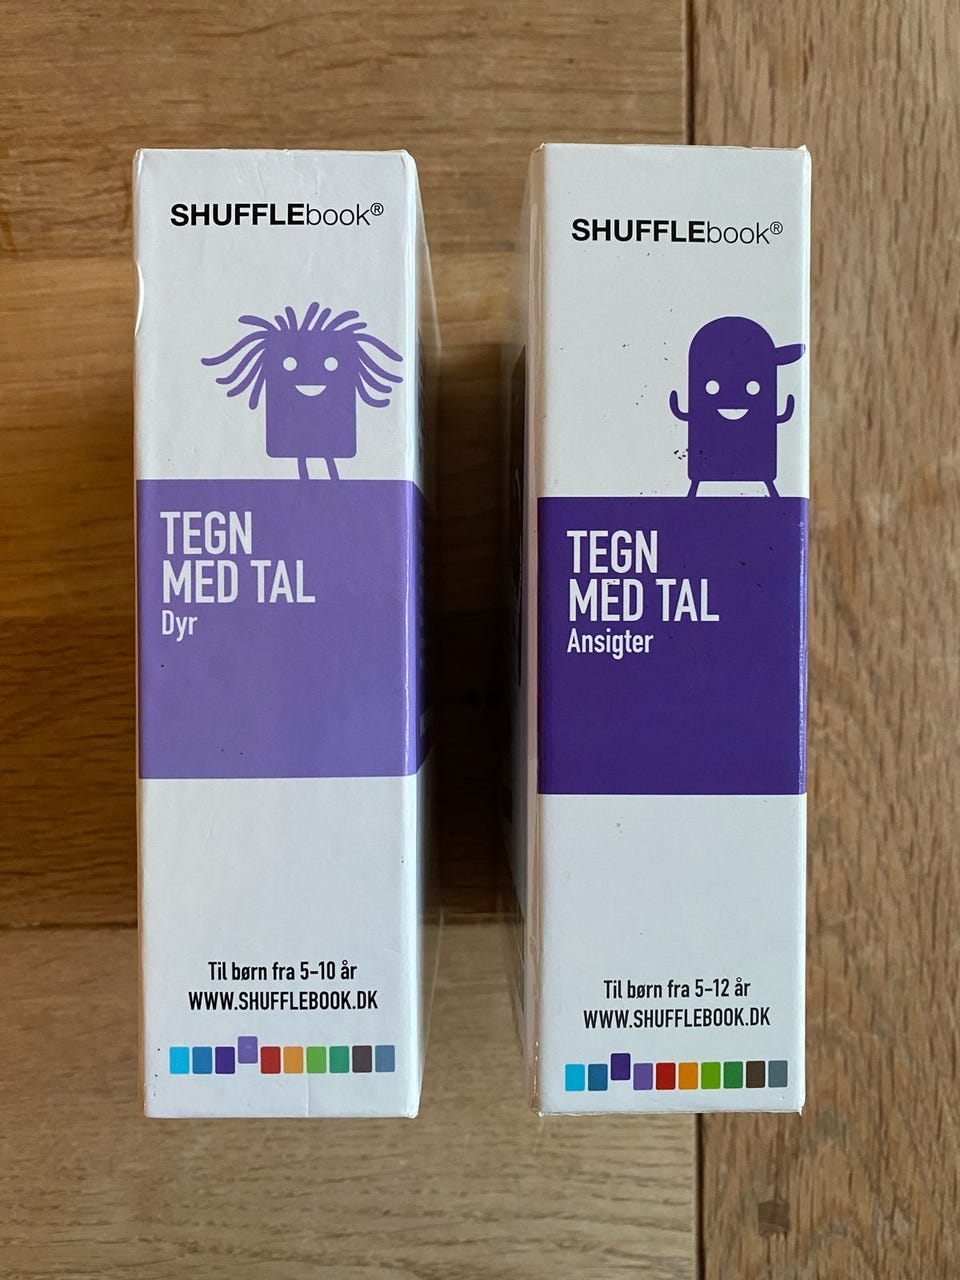 SHUFFLEbook®
TEGN
MED TAL
Dyr
Til børn fra 5-10 år
WWW.SHUFFLEBOOK.DK
SHUFFLEbook®
TEGN
MED TAL
Ansigter
Til børn fra 5-12 år
WWW.SHUFFLEBOOK.DK